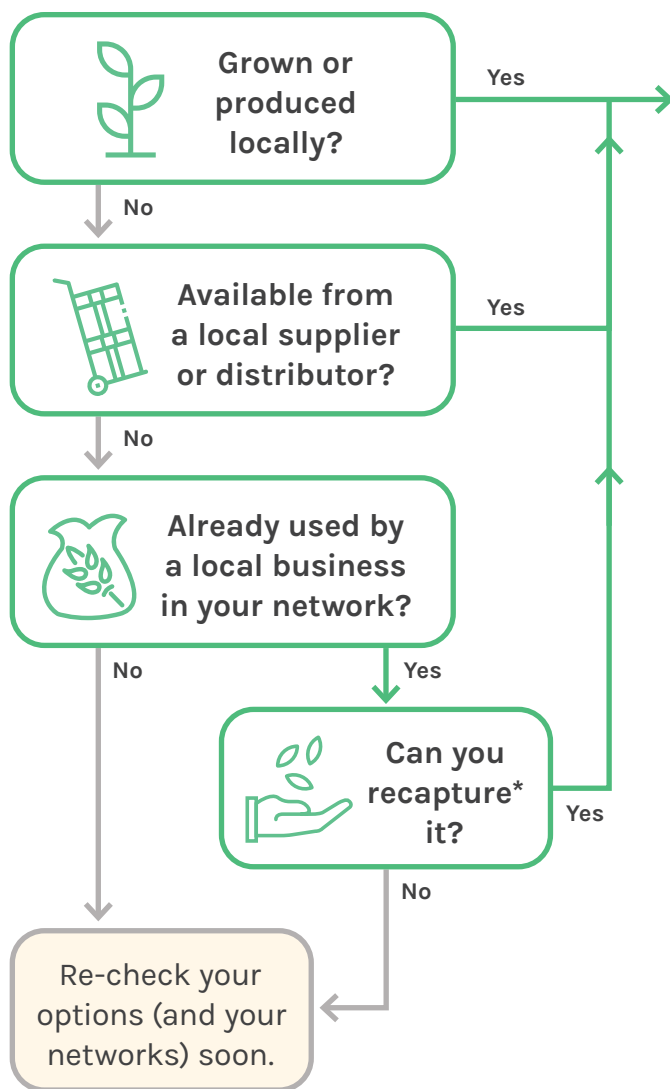 Grown or
produced
locally?
Yes
No
Available from
a local supplier
or distributor?
Yes
No
Already used by
a local business
in your network?
No
Yes
Can you
recapture*
it?
Yes
No
Re-check your
options (and your
networks) soon.